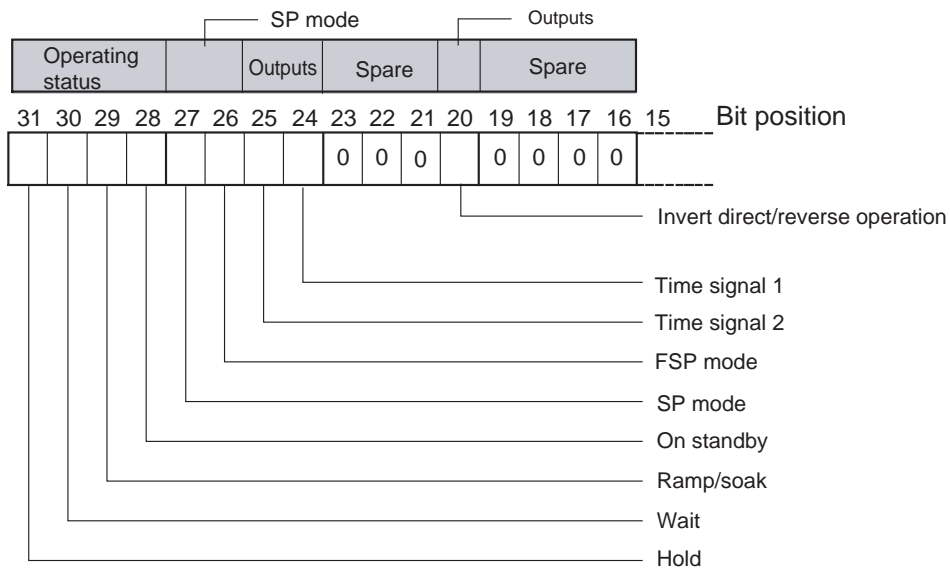 SP mode
Outputs
Operating status
Outputs
Spare
Spare
31 30 29 28 27 26 25 24 23 22 21 20 19 18 17 16 15 Bit position
0 0 0 0 0 0 0
Invert direct/reverse operation
Time signal 1
Time signal 2
FSP mode
SP mode
On standby
Ramp/soak
Wait
Hold